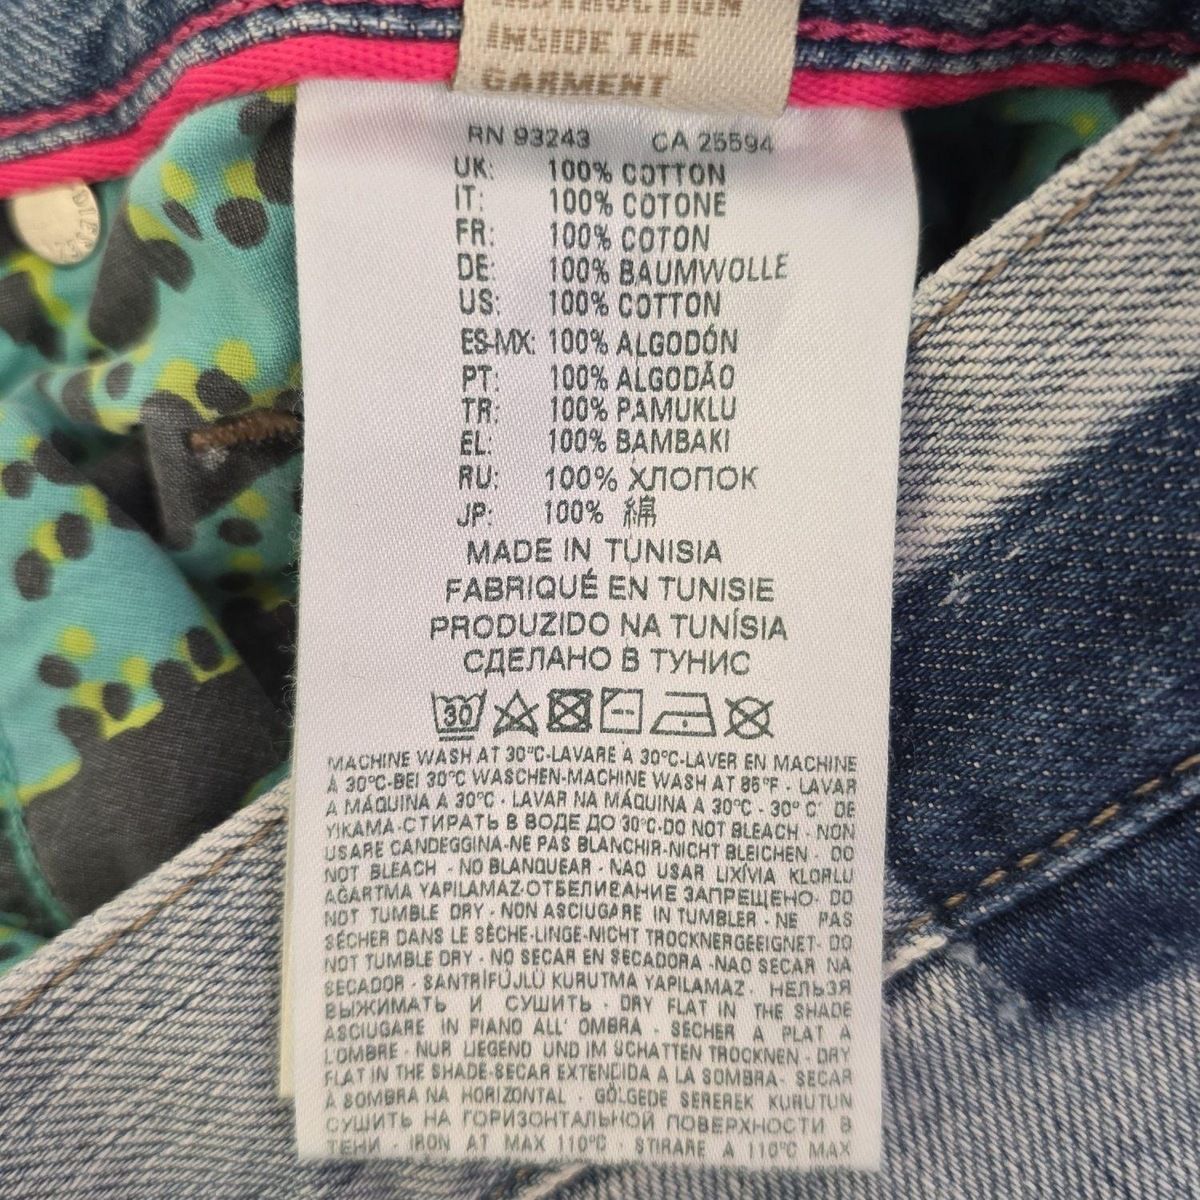 INSTRUCTION
INSIDE THE
GARMENT
RN 93243 CA 25594
UK: 100% COTTON
IT: 100% COTONE
FR: 100% COTON
DE: 100% BAUMWOLLE
US: 100% COTTON
ES-MX: 100% ALGODÓN
PT: 100% ALGODÃO
TR: 100% PAMUKLU
EL: 100% BAMBAKI
RU: 100% ХЛОПОК
JP: 100% 綿
MADE IN TUNISIA
FABRIQUÉ EN TUNISIE
PRODUZIDO NA TUNÍSIA
СДЕЛАНО В ТУНИС
30
MACHINE WASH AT 30°C-LAVARE A 30°C-LAVER EN MACHINE
À 30°C-BEI 30°C WASCHEN-MACHINE WASH AT 86°F - LAVAR
A MÁQUINA A 30°C - LAVAR NA MÁQUINA A 30°C - 30° C' DE
YIKAMA-СТИРАТЬ В ВОДЕ ДО 30°C-DO NOT BLEACH - NON
USARE CANDEGGINA-NE PAS BLANCHIR-NICHT BLEICHEN - DO
NOT BLEACH - NO BLANQUEAR - NAO USAR LIXÍVIA KLORLU
AĞARTMA YAPILAMAZ-ОТБЕЛИВАНИЕ ЗАПРЕЩЕНО- DO
NOT TUMBLE DRY - NON ASCIUGARE IN TUMBLER - NE PAS
SÉCHER DANS LE SÈCHE-LINGE-NICHT TROCKNERGEEIGNET- DO
NOT TUMBLE DRY - NO SECAR EN SECADORA -NAO SECAR NA
SECADOR - SANTRİFÜJLÜ KURUTMA YAPILAMAZ - НЕЛЬЗЯ
ВЫЖИМАТЬ И СУШИТЬ - DRY FLAT IN THE SHADE
ASCIUGARE IN PIANO ALL' OMBRA - SÉCHER A PLAT A
L'OMBRE - NUR LIEGEND UND IM SCHATTEN TROCKNEN - DRY
FLAT IN THE SHADE-SECAR EXTENDIDA A LA SOMBRA- SECAR
À SOMBRA NA HORIZONTAL - GÖLGEDE SEREREK KURUTUN
СУШИТЬ НА ГОРИЗОНТАЛЬНОЙ ПОВЕРХНОСТИ В
ТЕНИ - IRON AT MAX 110°C - STIRARE A 110°C MAX